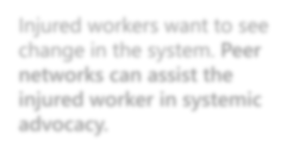 Injured workers want to see
change in the system. Peer
networks can assist the
injured worker in systemic
advocacy.